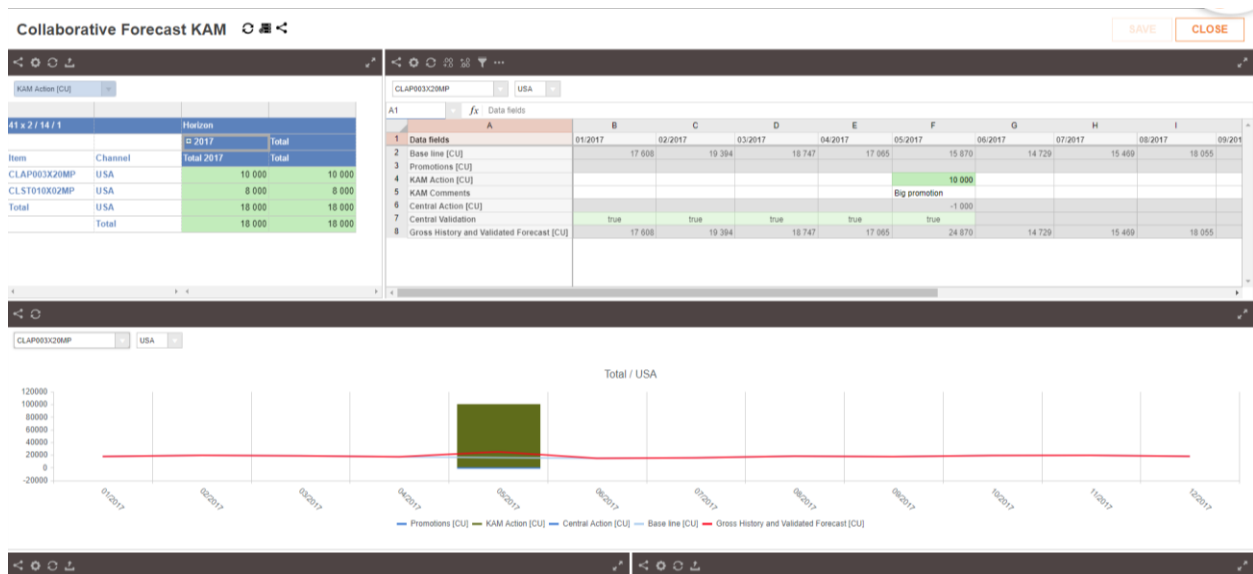 Collaborative Forecast KAM
SAVE CLOSE
KAM Action [CU]
41 x 2 / 14 / 1 Horizon
2017 Total
Item Channel Total 2017 Total
CLAP003X20MP USA 10 000 10 000
CLST010X02MP USA 8 000 8 000
Total USA 18 000 18 000
Total 18 000 18 000
CLAP003X20MP USA
A1 fx Data fields
A B C D E F G H I
1 Data fields 01/2017 02/2017 03/2017 04/2017 05/2017 06/2017 07/2017 08/2017 09/201
2 Base line [CU] 17 608 19 394 18 747 17 065 15 870 14 729 15 469 18 055
3 Promotions [CU]
4 KAM Action [CU] 10 000
5 KAM Comments Big promotion
6 Central Action [CU] -1 000
7 Central Validation true true true true true
8 Gross History and Validated Forecast [CU] 17 608 19 394 18 747 17 065 24 870 14 729 15 469 18 055
CLAP003X20MP USA
Total / USA
120000
100000
80000
60000
40000
20000
0
-20000
01/2017 02/2017 03/2017 04/2017 05/2017 06/2017 07/2017 08/2017 09/2017 10/2017 11/2017 12/2017
Promotions [CU] KAM Action [CU] Central Action [CU] Base line [CU] Gross History and Validated Forecast [CU]